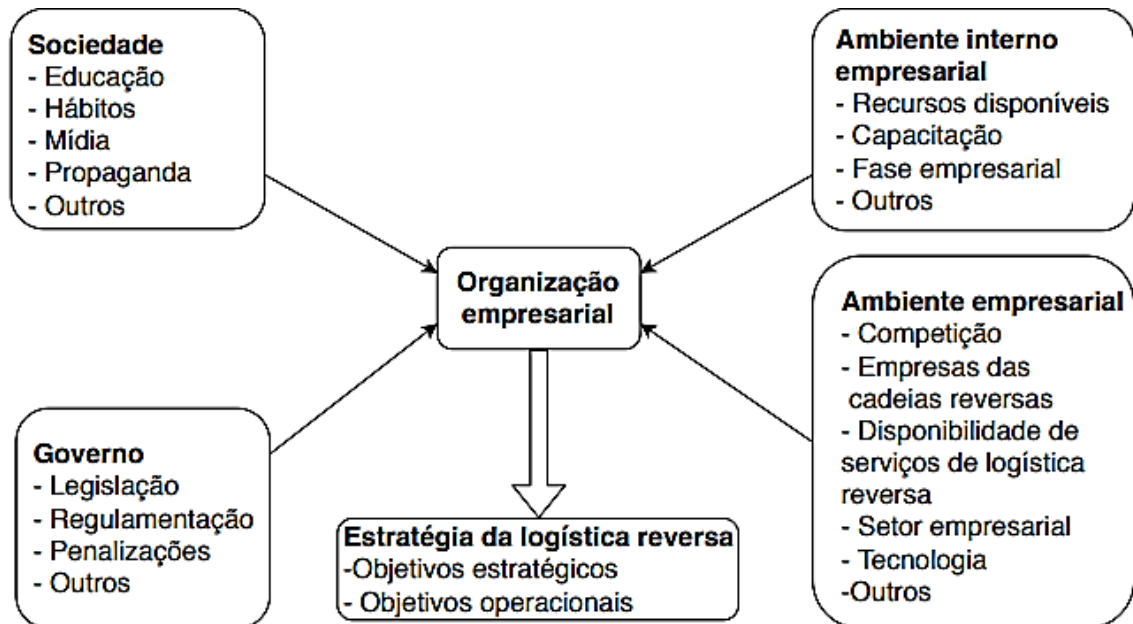 Sociedade
- Educação
- Hábitos
- Mídia
- Propaganda
- Outros
Ambiente interno
empresarial
- Recursos disponíveis
- Capacitação
- Fase empresarial
- Outros
Organização
empresarial
Governo
- Legislação
- Regulamentação
- Penalizações
- Outros
Ambiente empresarial
- Competição
- Empresas das
cadeias reversas
- Disponibilidade de
serviços de logística
reversa
- Setor empresarial
- Tecnologia
-Outros
Estratégia da logística reversa
-Objetivos estratégicos
- Objetivos operacionais